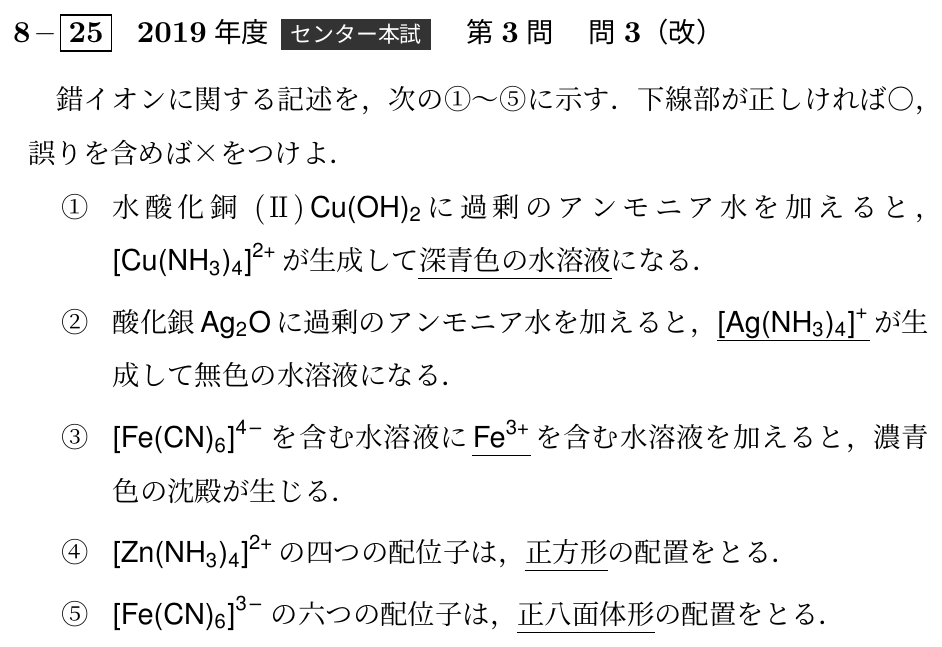 8－25 2019 年度 センター本試 第 3 問 問 3（改）
錯イオンに関する記述を，次の①～⑤に示す．下線部が正しければ○，
誤りを含めば×をつけよ．
① 水酸化銅（Ⅱ）Cu(OH)₂に過剰のアンモニア水を加えると，
[Cu(NH₃)₄]²⁺ が生成して深青色の水溶液になる．
② 酸化銀 Ag₂O に過剰のアンモニア水を加えると，[Ag(NH₃)₄]⁺ が生
成して無色の水溶液になる．
③ [Fe(CN)₆]⁴⁻ を含む水溶液に Fe³⁺ を含む水溶液を加えると，濃青
色の沈殿が生じる．
④ [Zn(NH₃)₄]²⁺ の四つの配位子は，正方形の配置をとる．
⑤ [Fe(CN)₆]³⁻ の六つの配位子は，正八面体形の配置をとる．